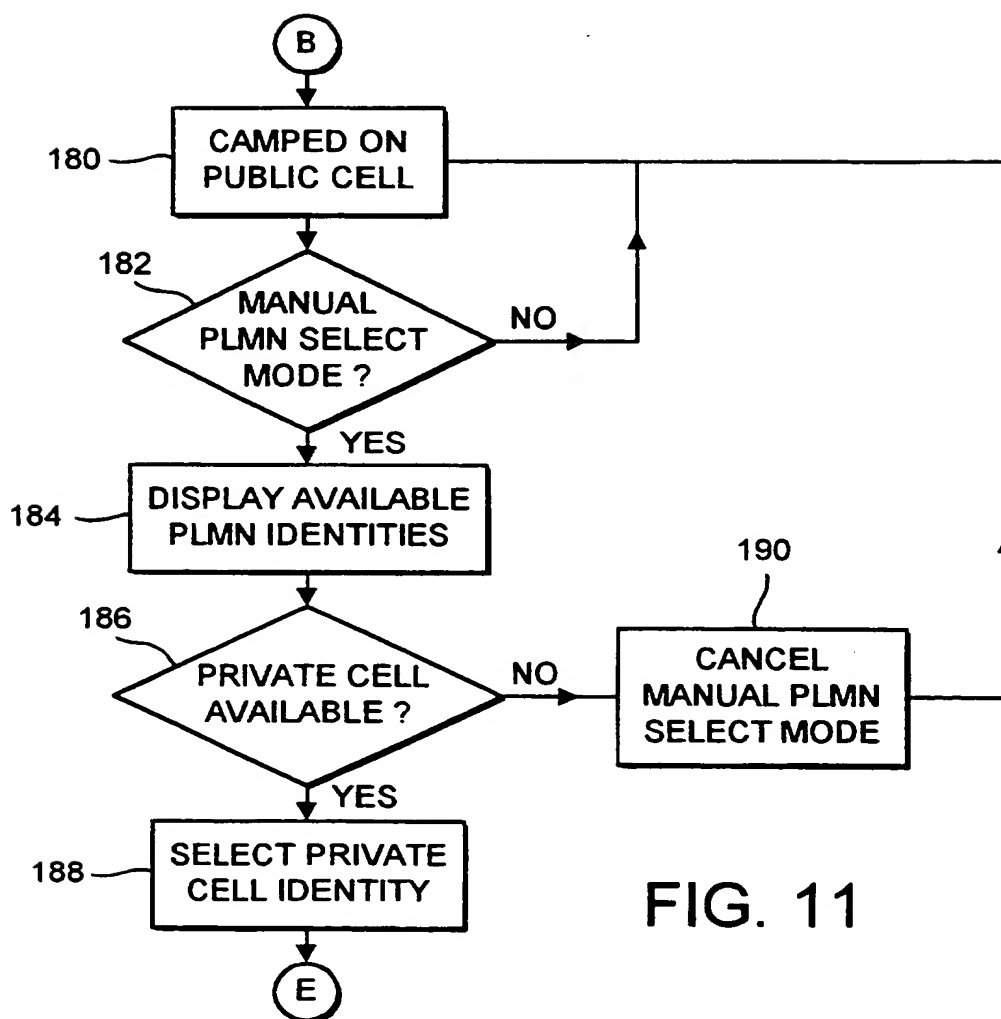 B
180
CAMPED ON
PUBLIC CELL
182
MANUAL
PLMN SELECT
MODE ?
NO
YES
184
DISPLAY AVAILABLE
PLMN IDENTITIES
186
PRIVATE CELL
AVAILABLE ?
NO
190
CANCEL
MANUAL PLMN
SELECT MODE
YES
188
SELECT PRIVATE
CELL IDENTITY
E
FIG. 11